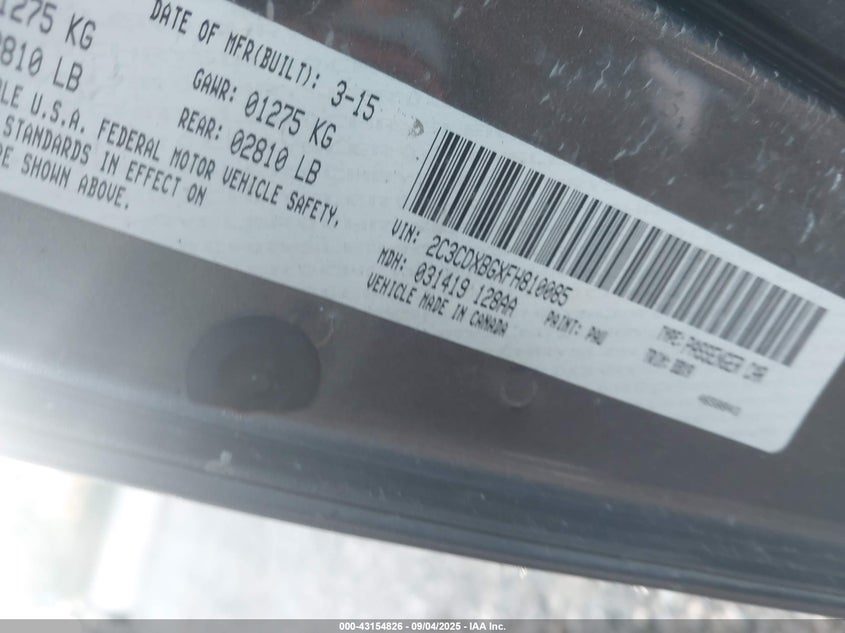 DATE OF MFR(BUILT): 3-15
1275 KG GAWR: 01275 KG
2810 LB REAR: 02810 LB
LE U.S.A. FEDERAL MOTOR VEHICLE SAFETY,
STANDARDS IN EFFECT ON
E SHOWN ABOVE.
VIN: 2C3CDXBGXFH810085
MDH: 031419 128AA
PAINT: PAU
TYPE: PASSENGER CAR
VEHICLE MADE IN CANADA
TRIM:
000-43154826 - 09/04/2025 - IAA Inc.